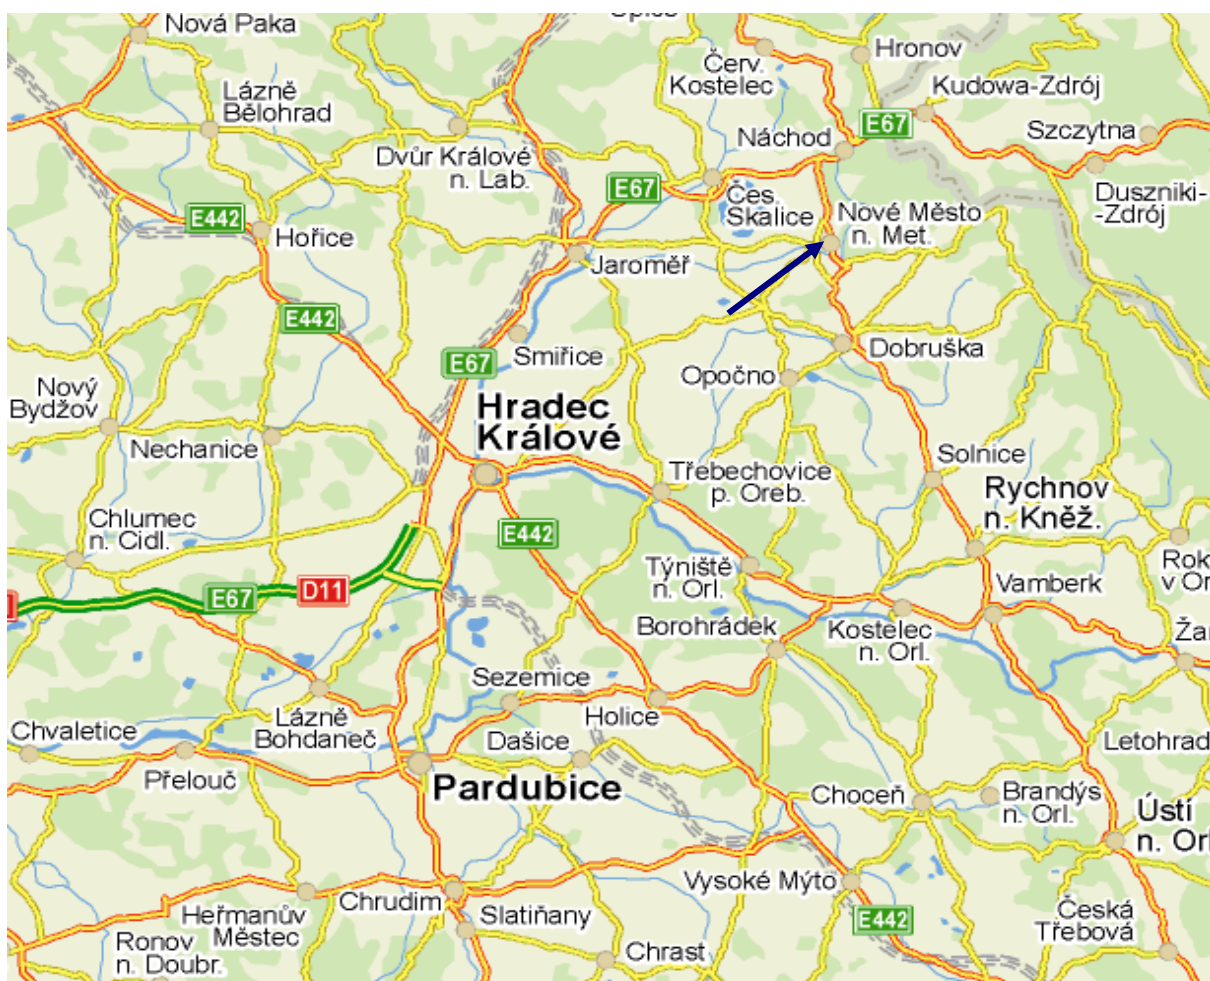 Nová Paka
Hronov
Červ.
Kostelec
Kudowa-Zdrój
Lázně
Bělohrad
E67
Szczytna
Náchod
Dvůr Králové
n. Lab.
E67
Čes.
Skalice
Duszniki-
-Zdrój
E442
Hořice
Nové Město
n. Met.
Jaroměř
E442
Smiřice
E67
Dobruška
Opočno
Nový
Bydžov
Hradec
Králové
Nechanice
Solnice
Třebechovice
p. Oreb.
Rychnov
n. Kněž.
Chlumec
n. Cidl.
E442
Týniště
n. Orl.
Rok
v Or
Vamberk
E67
D11
Borohrádek
Kostelec
n. Orl.
Ža
Sezemice
Lázně
Bohdaneč
Holice
Chvaletice
Dašice
Letohrad
Přelouč
Pardubice
Choceň
Brandýs
n. Orl.
Ústí
n. Orl
Vysoké Mýto
Chrudim
Heřmanův
Městec
Slatiňany
E442
Česká
Třebová
Ronov
n. Doubr.
Chrast